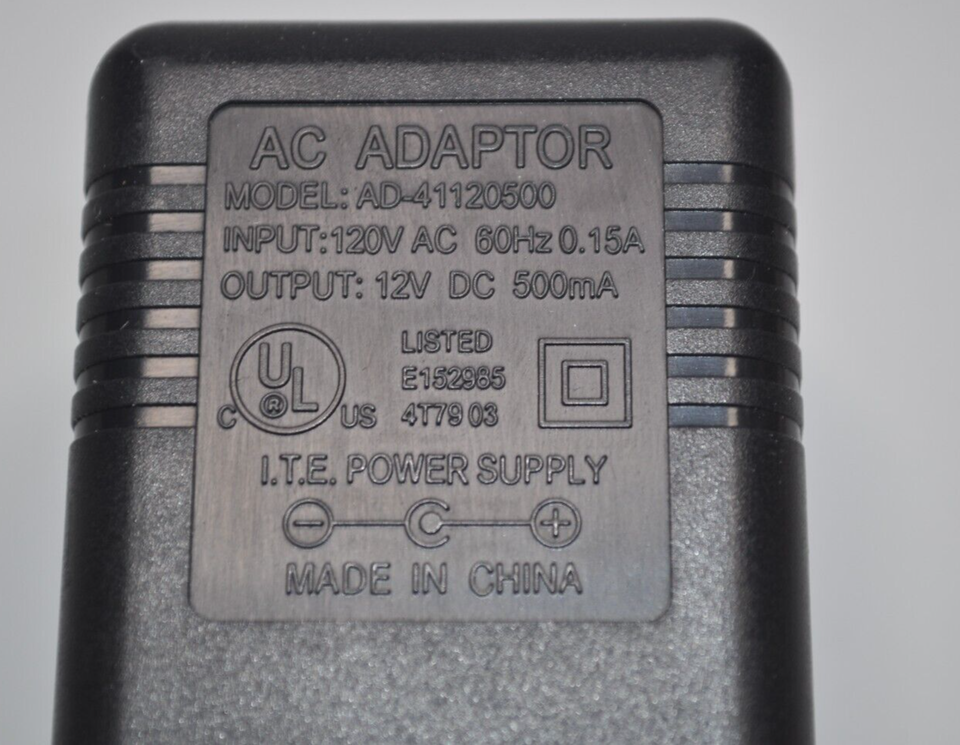 AC ADAPTOR
MODEL: AD-41120500
INPUT: 120V AC 60Hz 0.15A
OUTPUT: 12V DC 500mA
UL
®
C US
LISTED
E152985
4T79 03
I.T.E. POWER SUPPLY
MADE IN CHINA